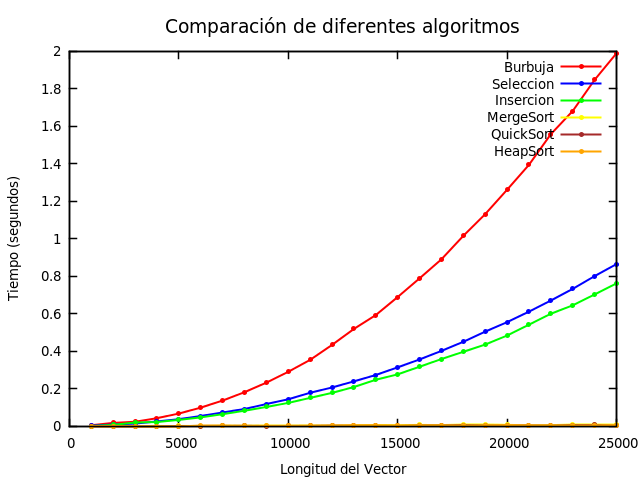 Comparación de diferentes algoritmos
2
1.8
1.6
1.4
1.2
1
0.8
0.6
0.4
0.2
0
Tiempo (segundos)
Burbuja
Seleccion
Insercion
MergeSort
QuickSort
HeapSort
0 5000 10000 15000 20000 25000
Longitud del Vector